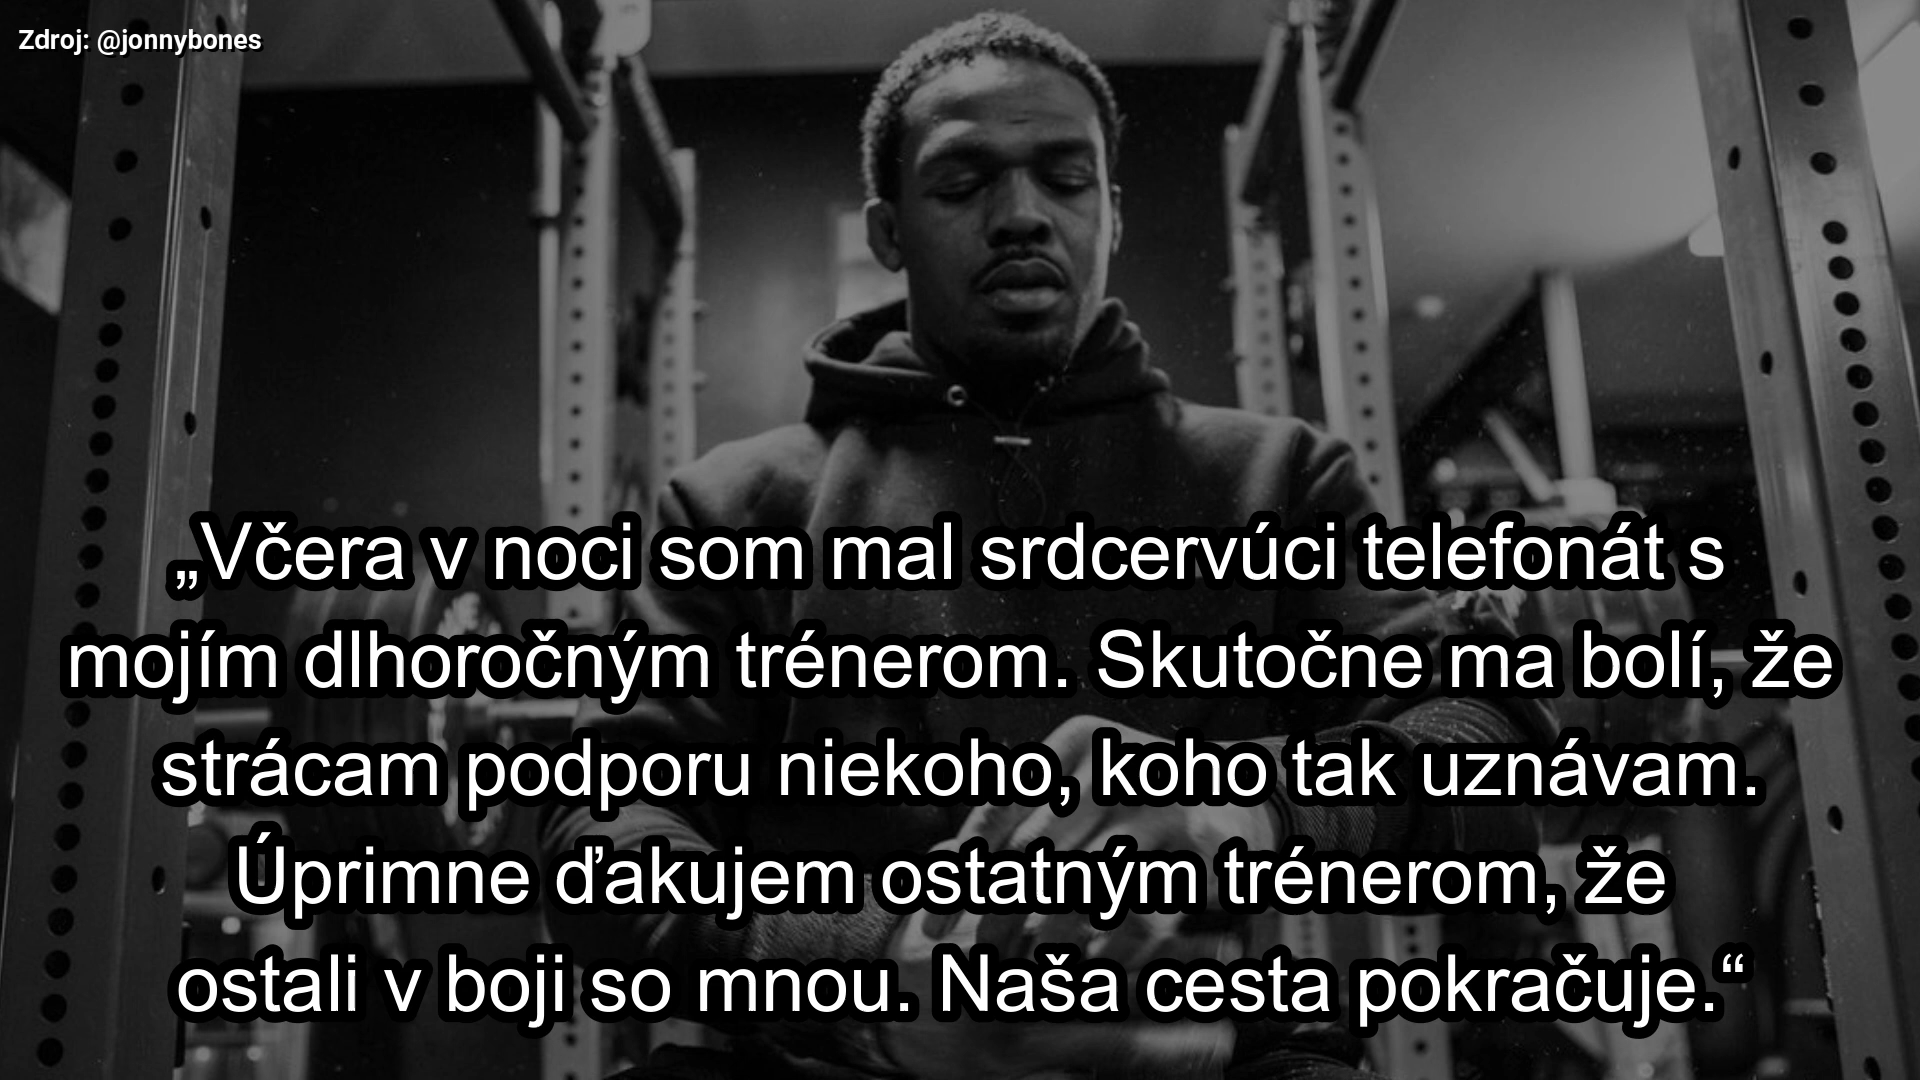 Zdroj: @jonnybones
„Včera v noci som mal srdcervúci telefonát s
mojím dlhoročným trénerom. Skutočne ma bolí, že
strácam podporu niekoho, koho tak uznávam.
Úprimne ďakujem ostatným trénerom, že
ostali v boji so mnou. Naša cesta pokračuje.“